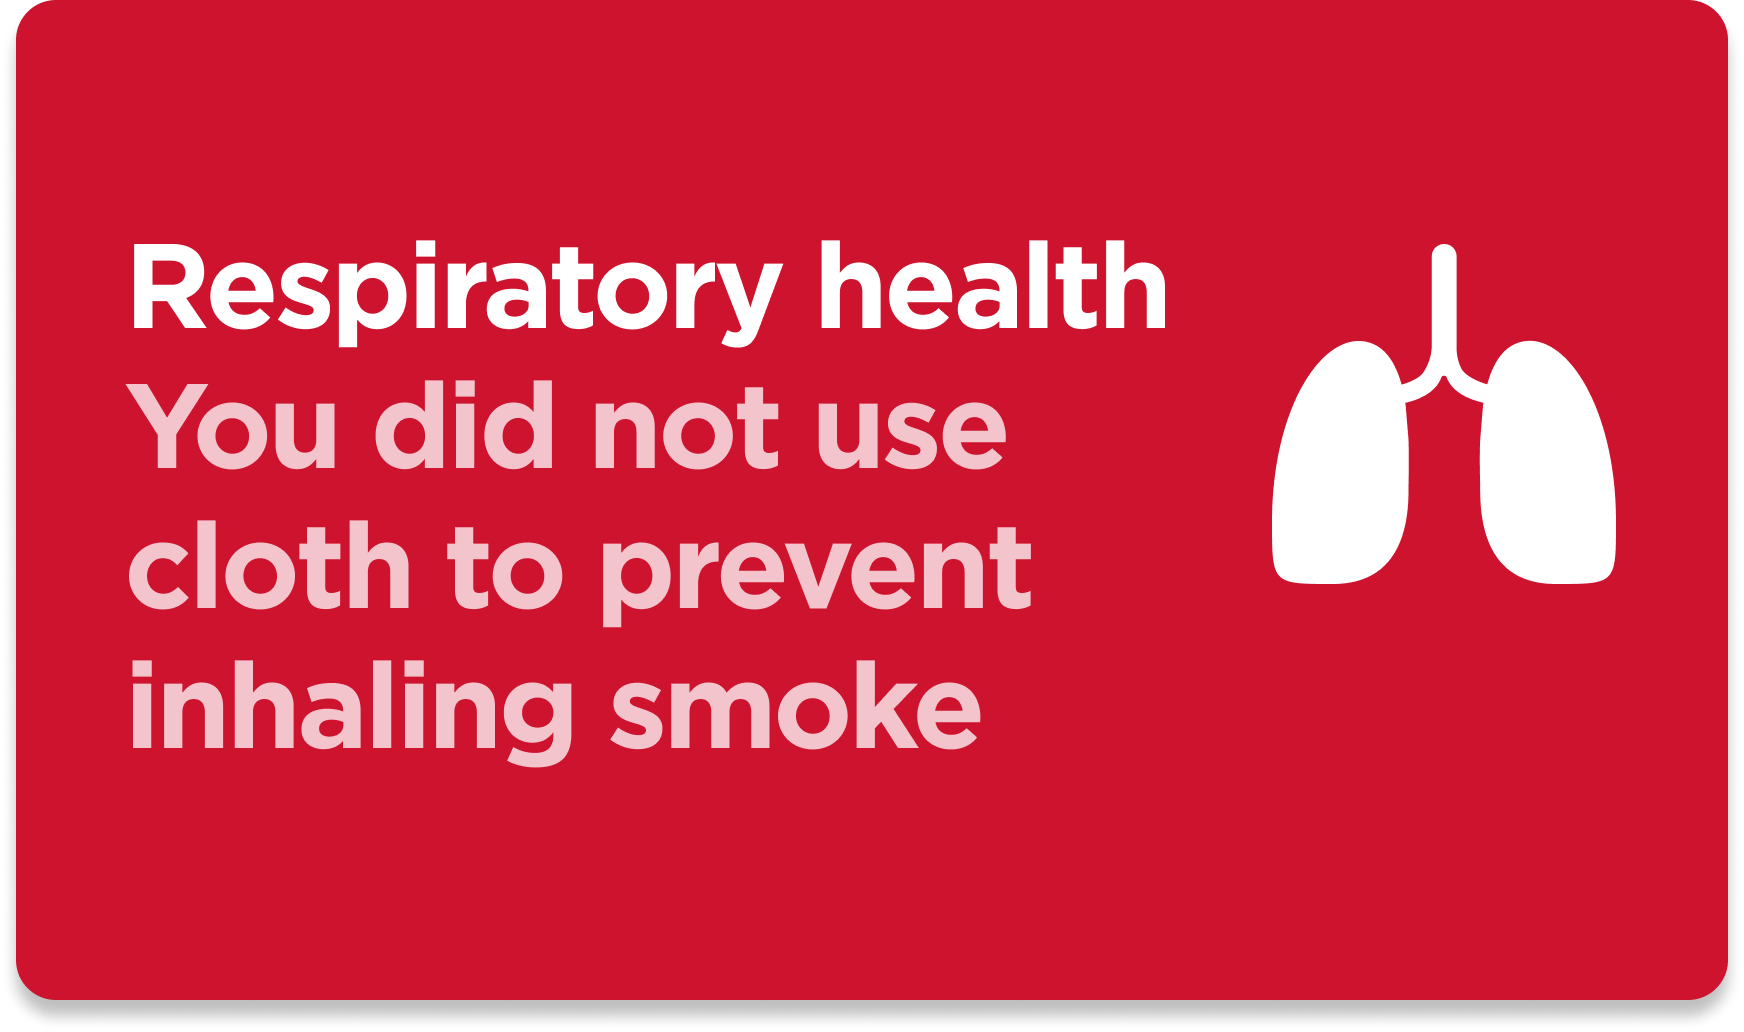 Respiratory health
You did not use
cloth to prevent
inhaling smoke